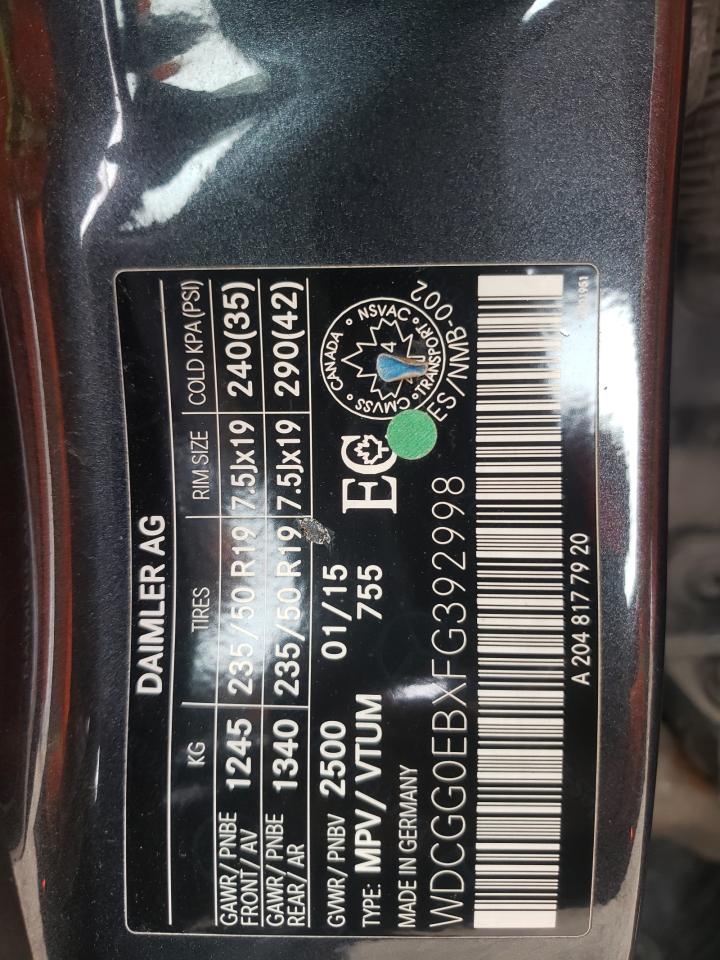 DAIMLER AG
KG TIRES RIM SIZE COLD KPA(PSI)
GAWR/ PNBE FRONT/ AV 1245 235/50 R19 7.5Jx19 240(35)
GAWR/ PNBE REAR/ AR 1340 235/50 R19 7.5Jx19 290(42)
GVWR/ PNBV 2500 01/15
TYPE: MPV/ VTUM 755
EC
CANADA • NSVAC • TRANSPORT • CMVSS
4
MADE IN GERMANY
ES/NMB-002
WDCGG0EBXFG392998
A 204 817 79 20